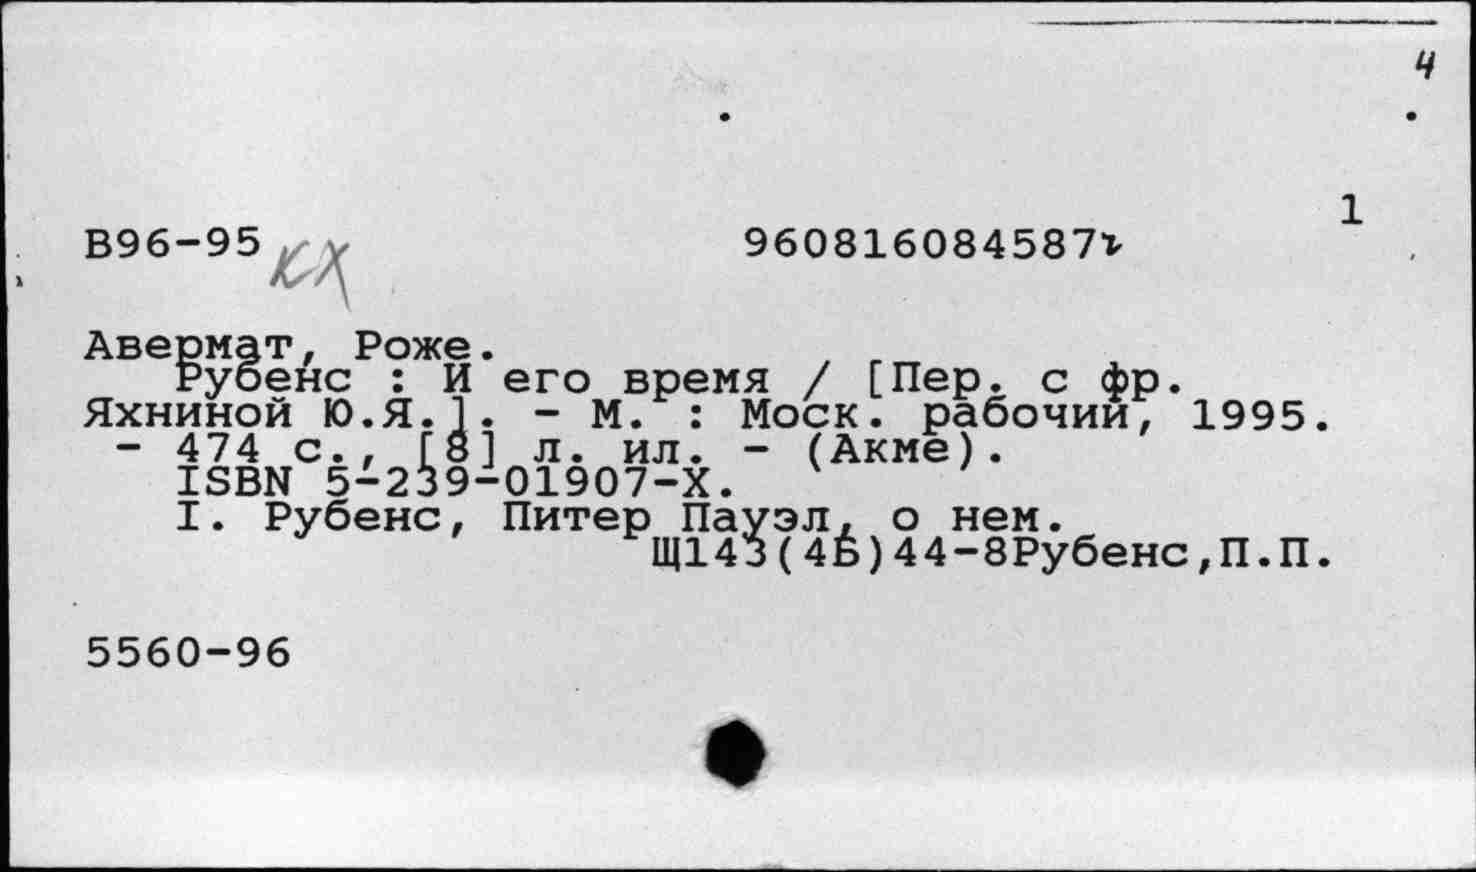 4
1
В96-95 КХ 960816084587
Авермат, Роже.
Рубенс : И его время / [Пер. с фр.
Яхниной Ю.Я.]. - М. : Моск. рабочий, 1995.
- 474 с., [8] л. ил. - (Акме).
ISBN 5-239-01907-X.
I. Рубенс, Питер Пауэл, о нем.
Щ143(4Б)44-8Рубенс,П.П.
5560-96